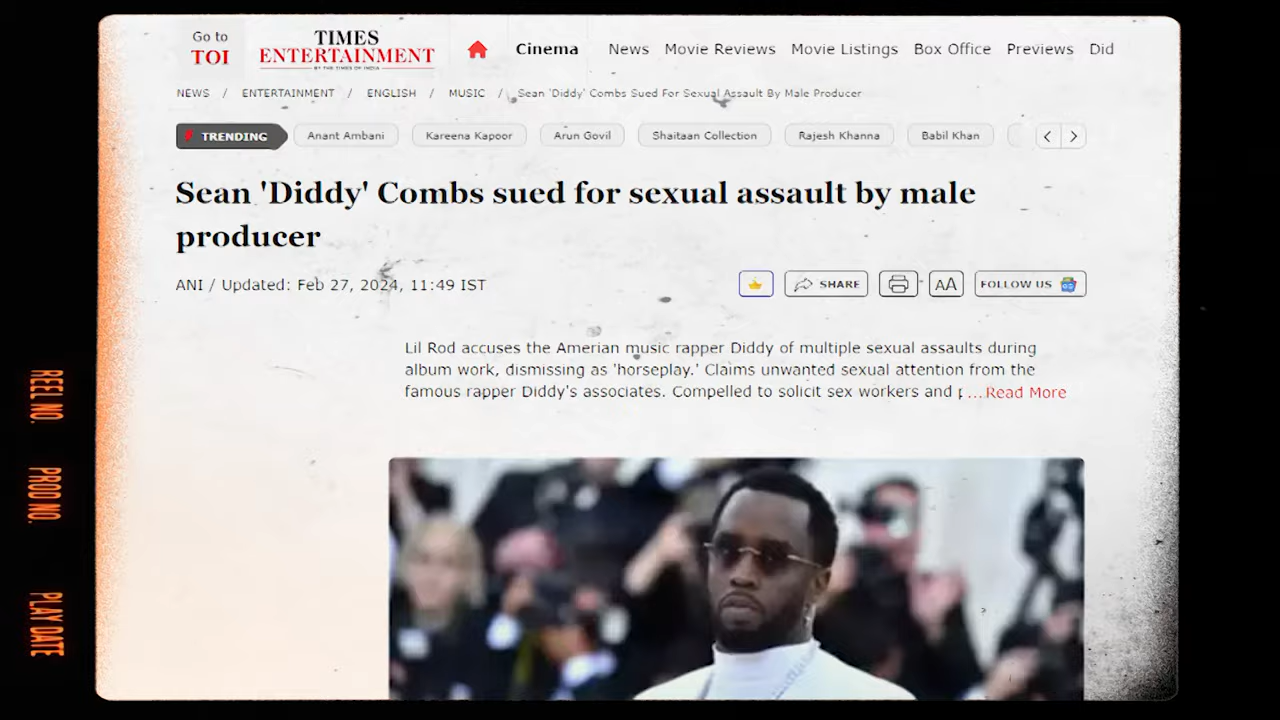 Go to
TOI
TIMES
ENTERTAINMENT
BY THE TIMES OF INDIA
Cinema News Movie Reviews Movie Listings Box Office Previews Did
NEWS / ENTERTAINMENT / ENGLISH / MUSIC / Sean 'Diddy' Combs Sued For Sexual Assault By Male Producer
TRENDING Anant Ambani Kareena Kapoor Arun Govil Shaitaan Collection Rajesh Khanna Babil Khan
Sean 'Diddy' Combs sued for sexual assault by male
producer
ANI / Updated: Feb 27, 2024, 11:49 IST
SHARE AA FOLLOW US
Lil Rod accuses the Amerian music rapper Diddy of multiple sexual assaults during
album work, dismissing as 'horseplay.' Claims unwanted sexual attention from the
famous rapper Diddy's associates. Compelled to solicit sex workers and p ...Read More
REEL NO.
PROD NO.
PLAY DATE